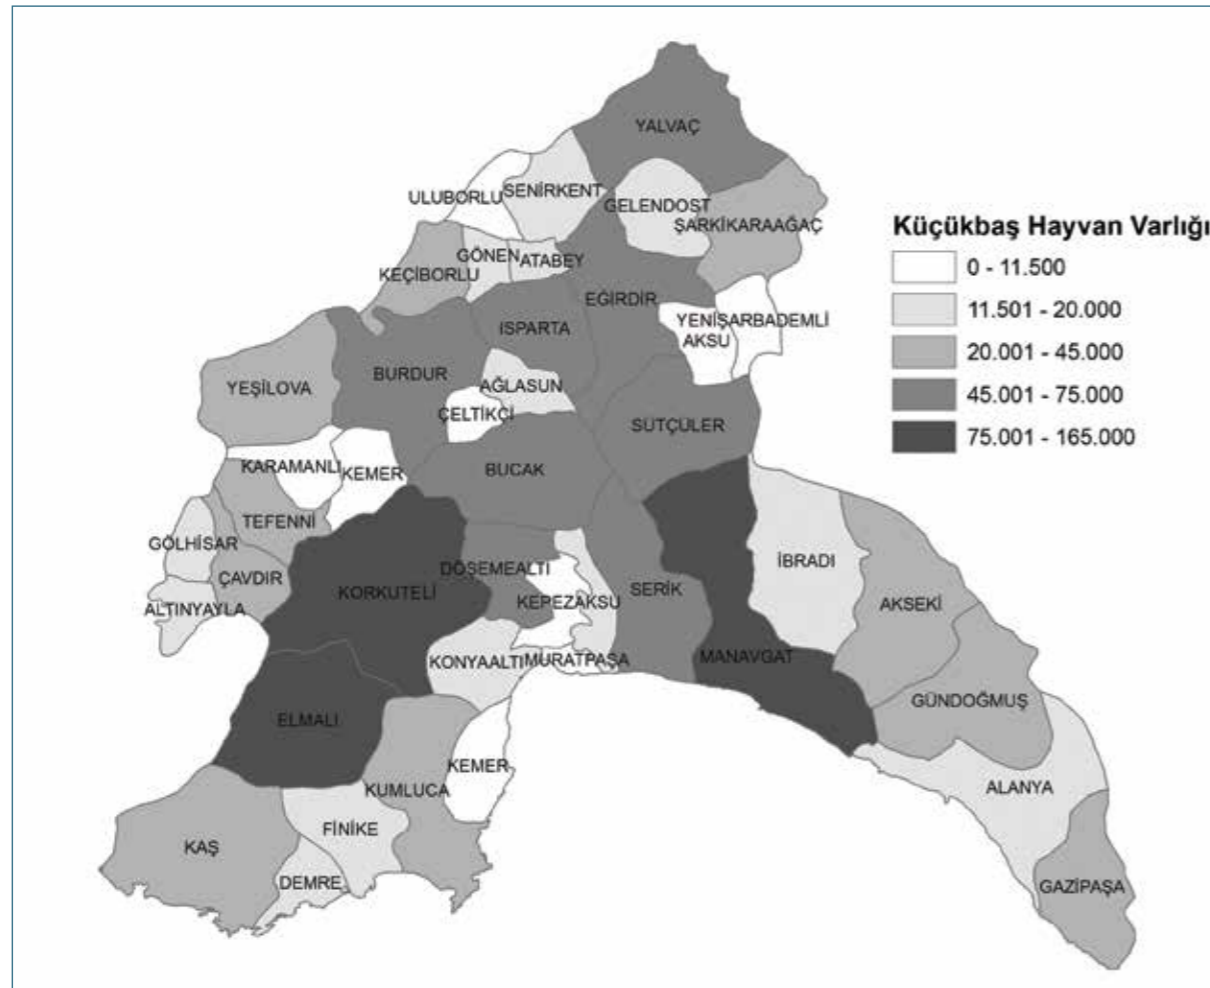 YALVAÇ
ULUBORLU
SENİRKENT
GELENDOST
ŞARKİKARAAĞAÇ
KEÇİBORLU
GÖNEN
ATABEY
EĞİRDİR
ISPARTA
YENİŞARBADEMLİ
AKSU
YEŞİLOVA
BURDUR
AĞLASUN
ÇELTİKÇİ
SÜTÇÜLER
KARAMANLI
KEMER
BUCAK
TEFENNİ
GÖLHİSAR
ÇAVDIR
ALTINYAYLA
KORKUTELİ
DÖŞEMEALTI
KEPEZ
AKSU
SERİK
İBRADI
AKSEKİ
KONYAALTI
MURATPAŞA
MANAVGAT
GÜNDOĞMUŞ
ELMALI
KEMER
KUMLUCA
ALANYA
FİNİKE
KAŞ
DEMRE
GAZİPAŞA
Küçükbaş Hayvan Varlığı
0 - 11.500
11.501 - 20.000
20.001 - 45.000
45.001 - 75.000
75.001 - 165.000